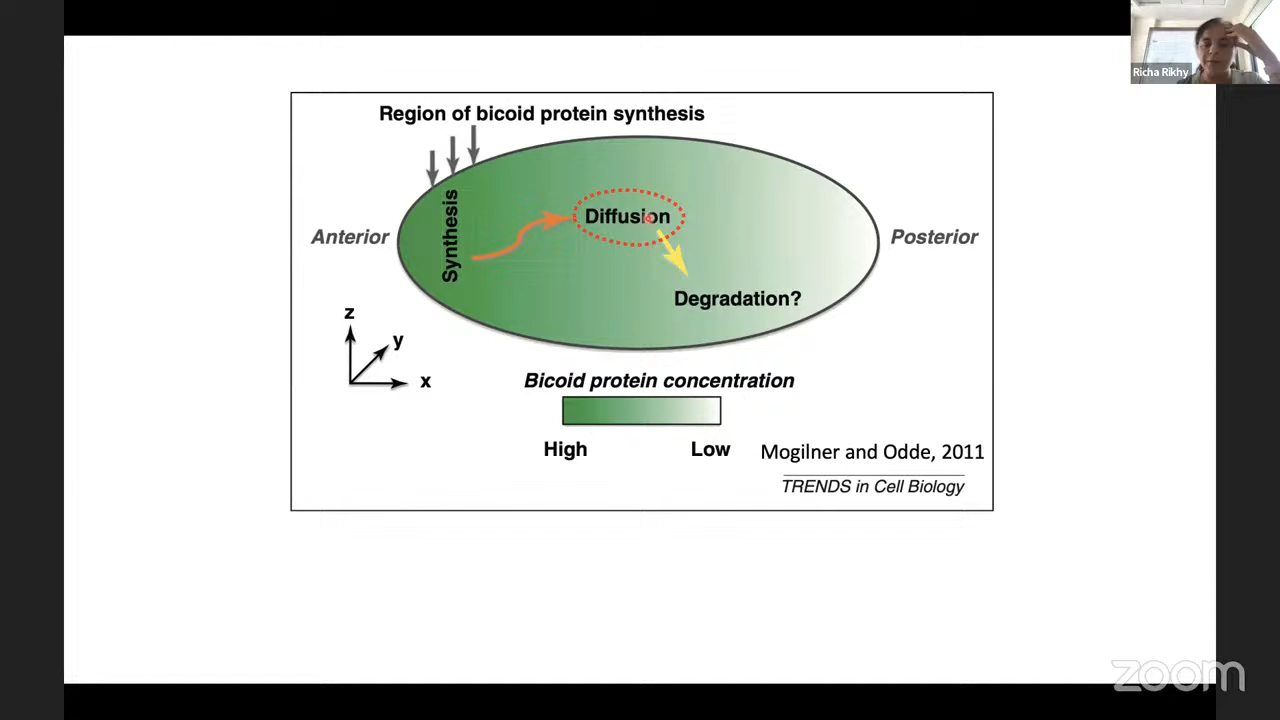 Richa Rikhy
Region of bicoid protein synthesis
Synthesis
Diffusion
Anterior
Posterior
Degradation?
z
y
x
Bicoid protein concentration
High
Low
Mogilner and Odde, 2011
TRENDS in Cell Biology
zoom